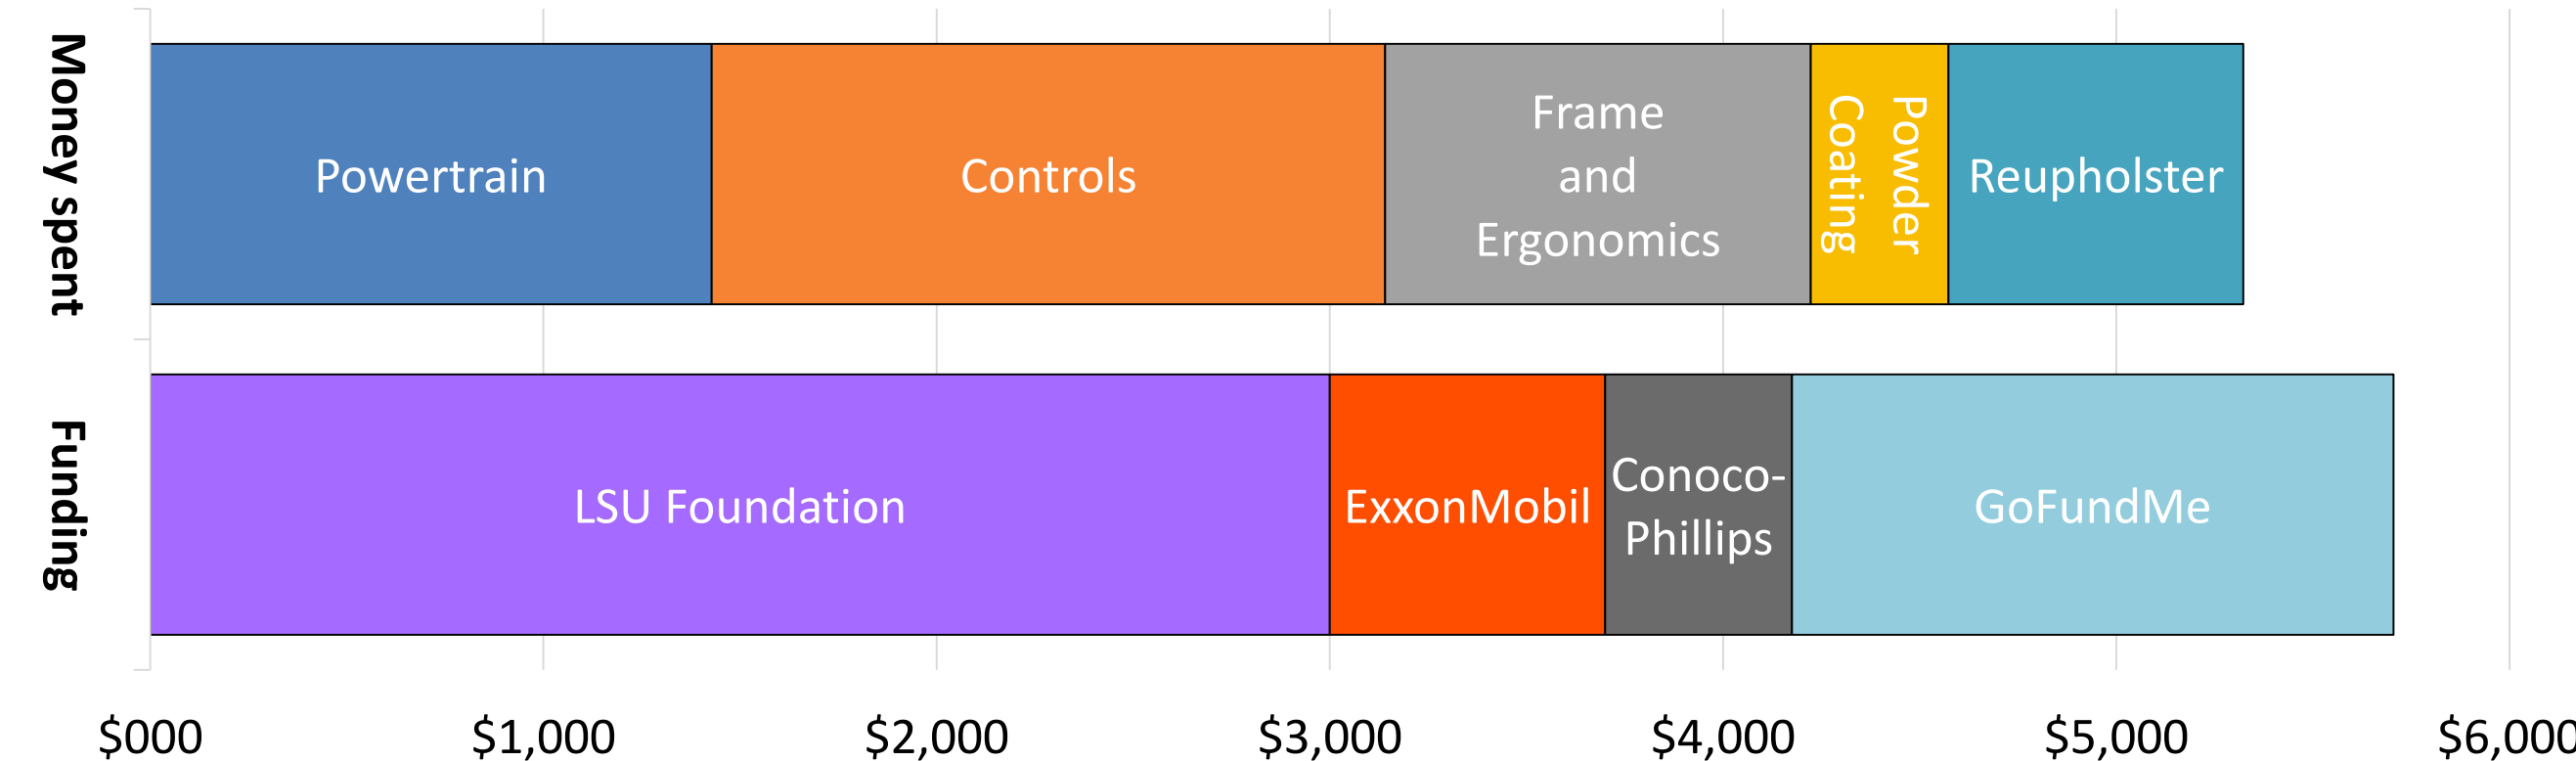 Money spent
Powertrain
Controls
Frame
and
Ergonomics
Powder
Coating
Reupholster
Funding
LSU Foundation
ExxonMobil
Conoco-
Phillips
GoFundMe
$000 $1,000 $2,000 $3,000 $4,000 $5,000 $6,000